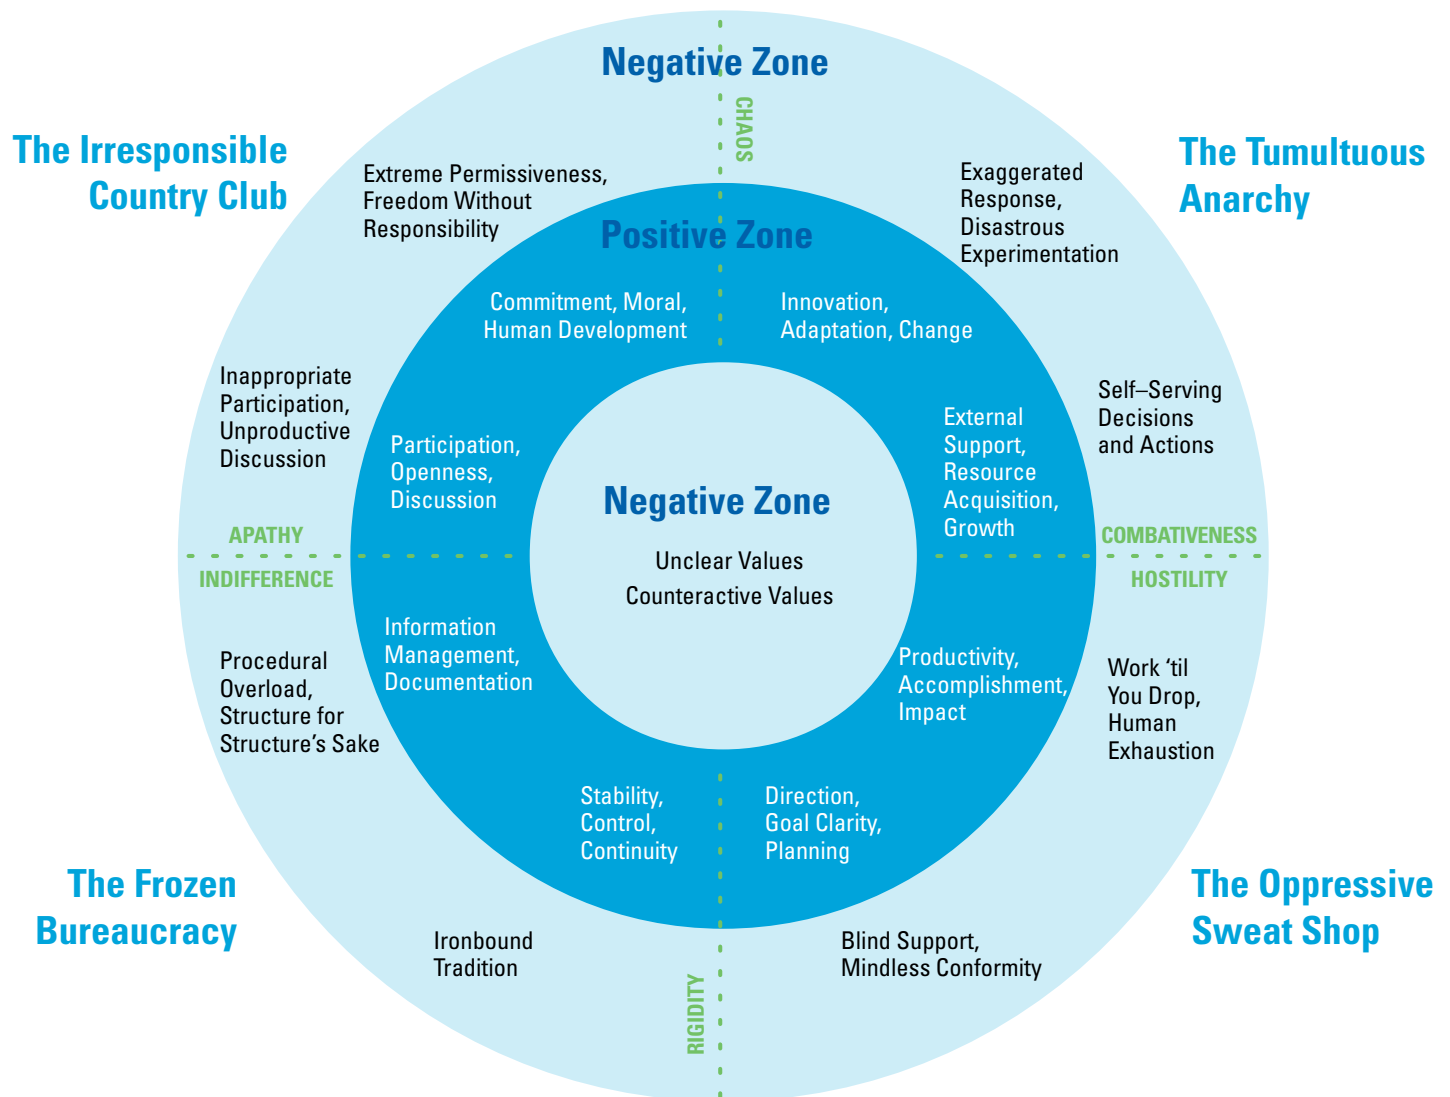 Negative Zone
CHAOS
The Irresponsible
Country Club
The Tumultuous
Anarchy
Extreme Permissiveness,
Freedom Without
Responsibility
Exaggerated
Response,
Disastrous
Experimentation
Positive Zone
Commitment, Moral,
Human Development
Innovation,
Adaptation, Change
Inappropriate
Participation,
Unproductive
Discussion
Participation,
Openness,
Discussion
External
Support,
Resource
Acquisition,
Growth
Self–Serving
Decisions
and Actions
Negative Zone
Unclear Values
Counteractive Values
APATHY
INDIFFERENCE
COMBATIVENESS
HOSTILITY
Procedural
Overload,
Structure for
Structure’s Sake
Information
Management,
Documentation
Productivity,
Accomplishment,
Impact
Work ‘til
You Drop,
Human
Exhaustion
Stability,
Control,
Continuity
Direction,
Goal Clarity,
Planning
The Frozen
Bureaucracy
The Oppressive
Sweat Shop
Ironbound
Tradition
Blind Support,
Mindless Conformity
RIGIDITY